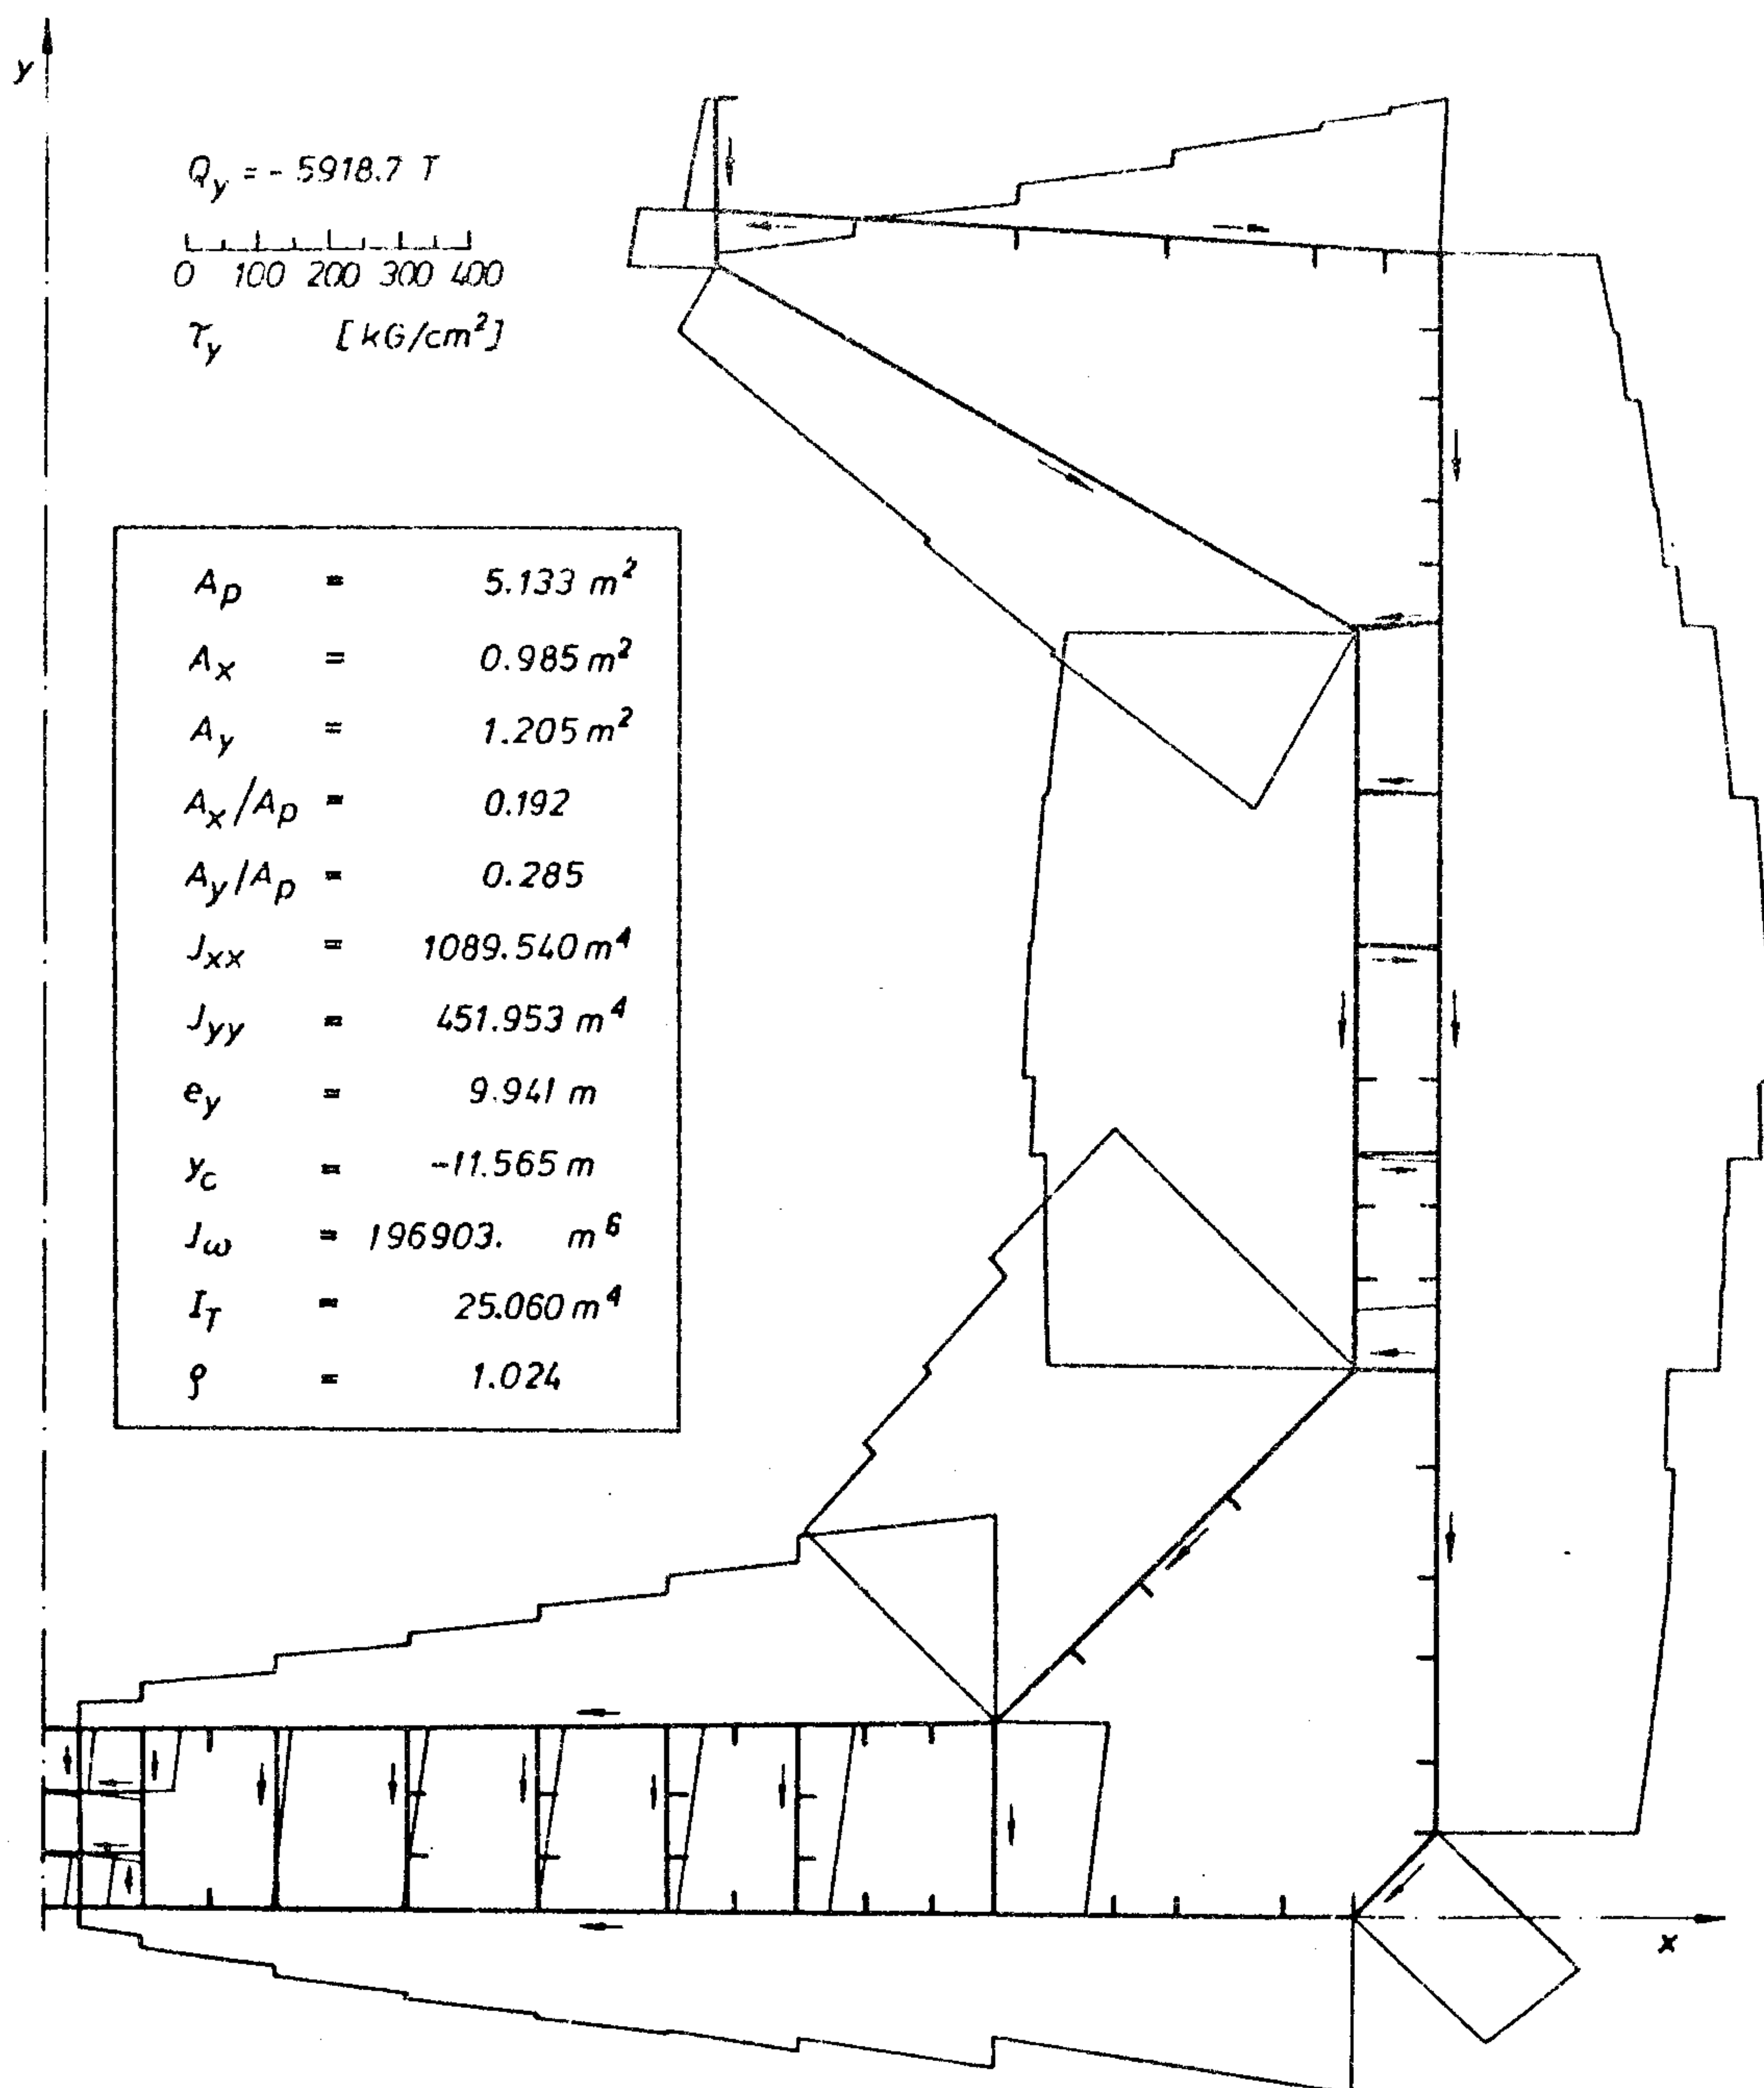 y
Q_y = - 5918.7 T
0 100 200 300 400
τ_y [kG/cm²]
A_p = 5.133 m²
A_x = 0.985 m²
A_y = 1.205 m²
A_x/A_p = 0.192
A_y/A_p = 0.285
J_xx = 1089.540 m⁴
J_yy = 451.953 m⁴
e_y = 9.941 m
y_c = -11.565 m
J_ω = 196903. m⁶
I_T = 25.060 m⁴
ρ = 1.024
x